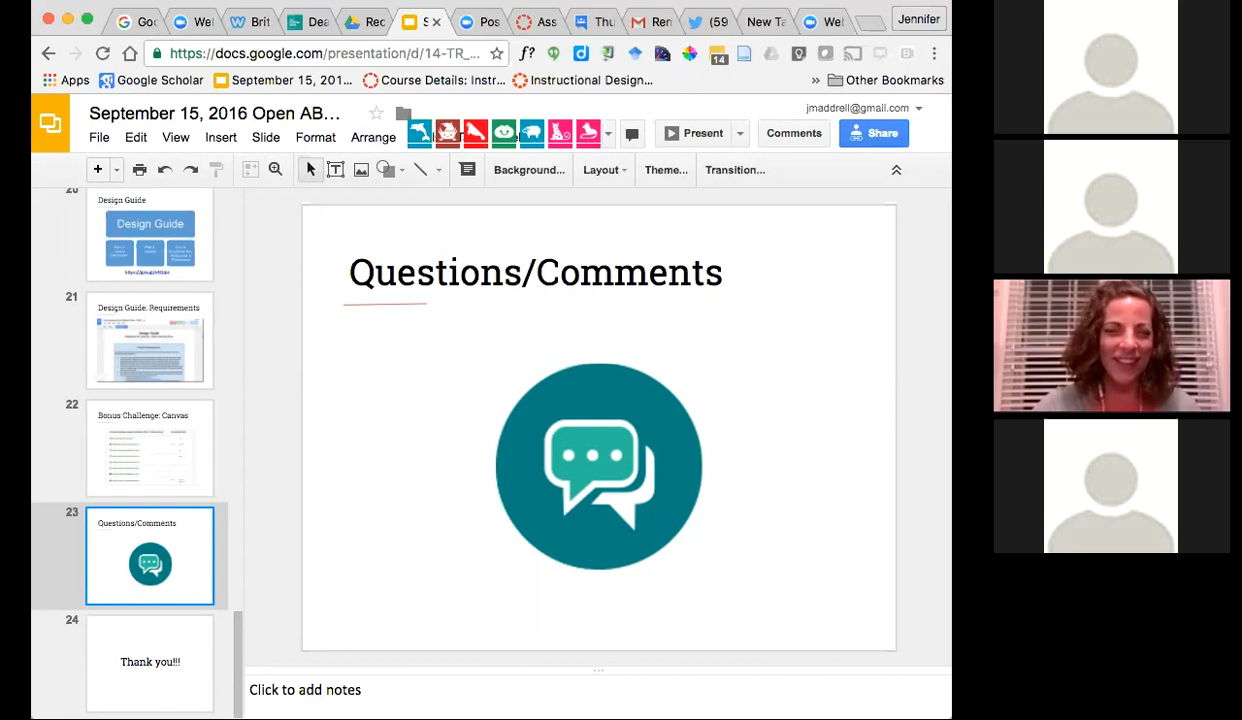 Goo
Wel
Brit
Dea
Rec
S
Pos
Ass
Thu
Ren
(59
New Ta
Wel
Jennifer
https://docs.google.com/presentation/d/14-TR_...
f?
14
Apps
Google Scholar
September 15, 201...
Course Details: Instr...
Instructional Design...
» Other Bookmarks
September 15, 2016 Open AB...
jmaddrell@gmail.com
File Edit View Insert Slide Format Arrange
Present
Comments
Share
Background...
Layout
Theme...
Transition...
20
Design Guide
Design Guide
21
Design Guide: Requirements
22
Bonus Challenge: Canvas
23
Questions/Comments
24
Thank you!!!
Questions/Comments
Click to add notes